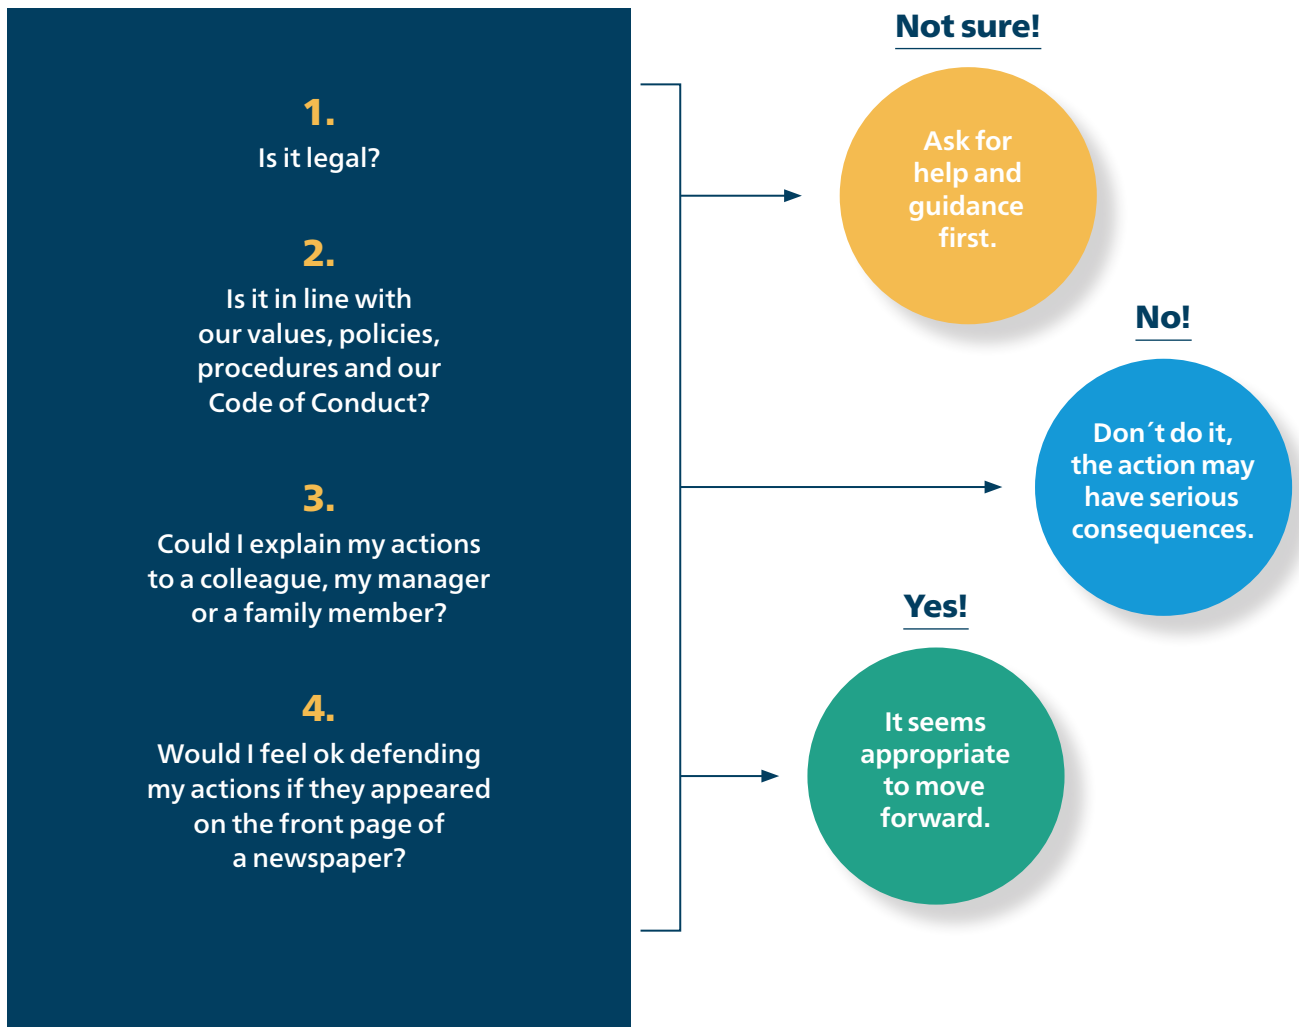 1.
Is it legal?
2.
Is it in line with
our values, policies,
procedures and our
Code of Conduct?
3.
Could I explain my actions
to a colleague, my manager
or a family member?
4.
Would I feel ok defending
my actions if they appeared
on the front page of
a newspaper?
Not sure!
Ask for
help and
guidance
first.
No!
Don´t do it,
the action may
have serious
consequences.
Yes!
It seems
appropriate
to move
forward.